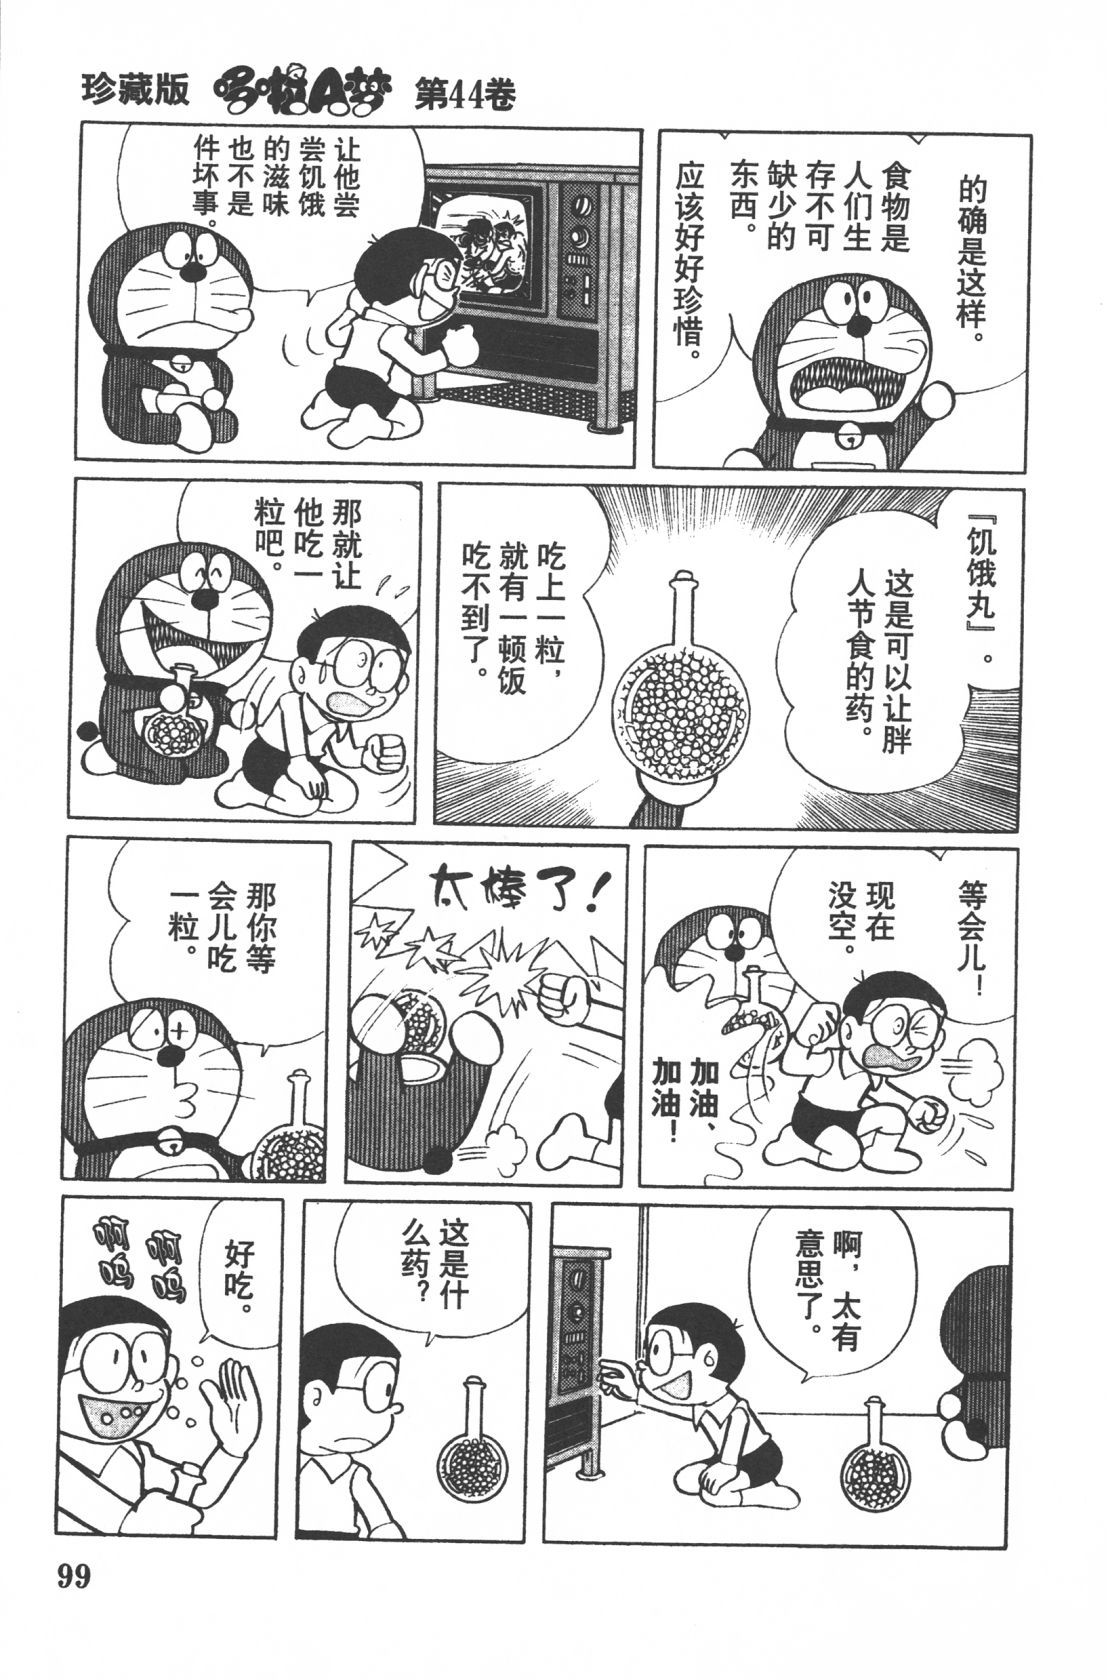 珍藏版 哆啦A梦 第44卷
的确是这样。
食物是
人们生
存不可
缺少的
东西。
应该好好珍惜。
让他尝
尝饥饿
的滋味
也不是
件坏事。
『饥饿丸』。
这是可以让胖
人节食的药。
吃上一粒，
就有一顿饭
吃不到了。
那就让
他吃一
粒吧。
等会儿！
现在
没空。
加油、
加油！
太棒了！
那你等
会儿吃
一粒。
啊，太有
意思了。
这是什
么药？
好吃。
啊呜
啊呜
99